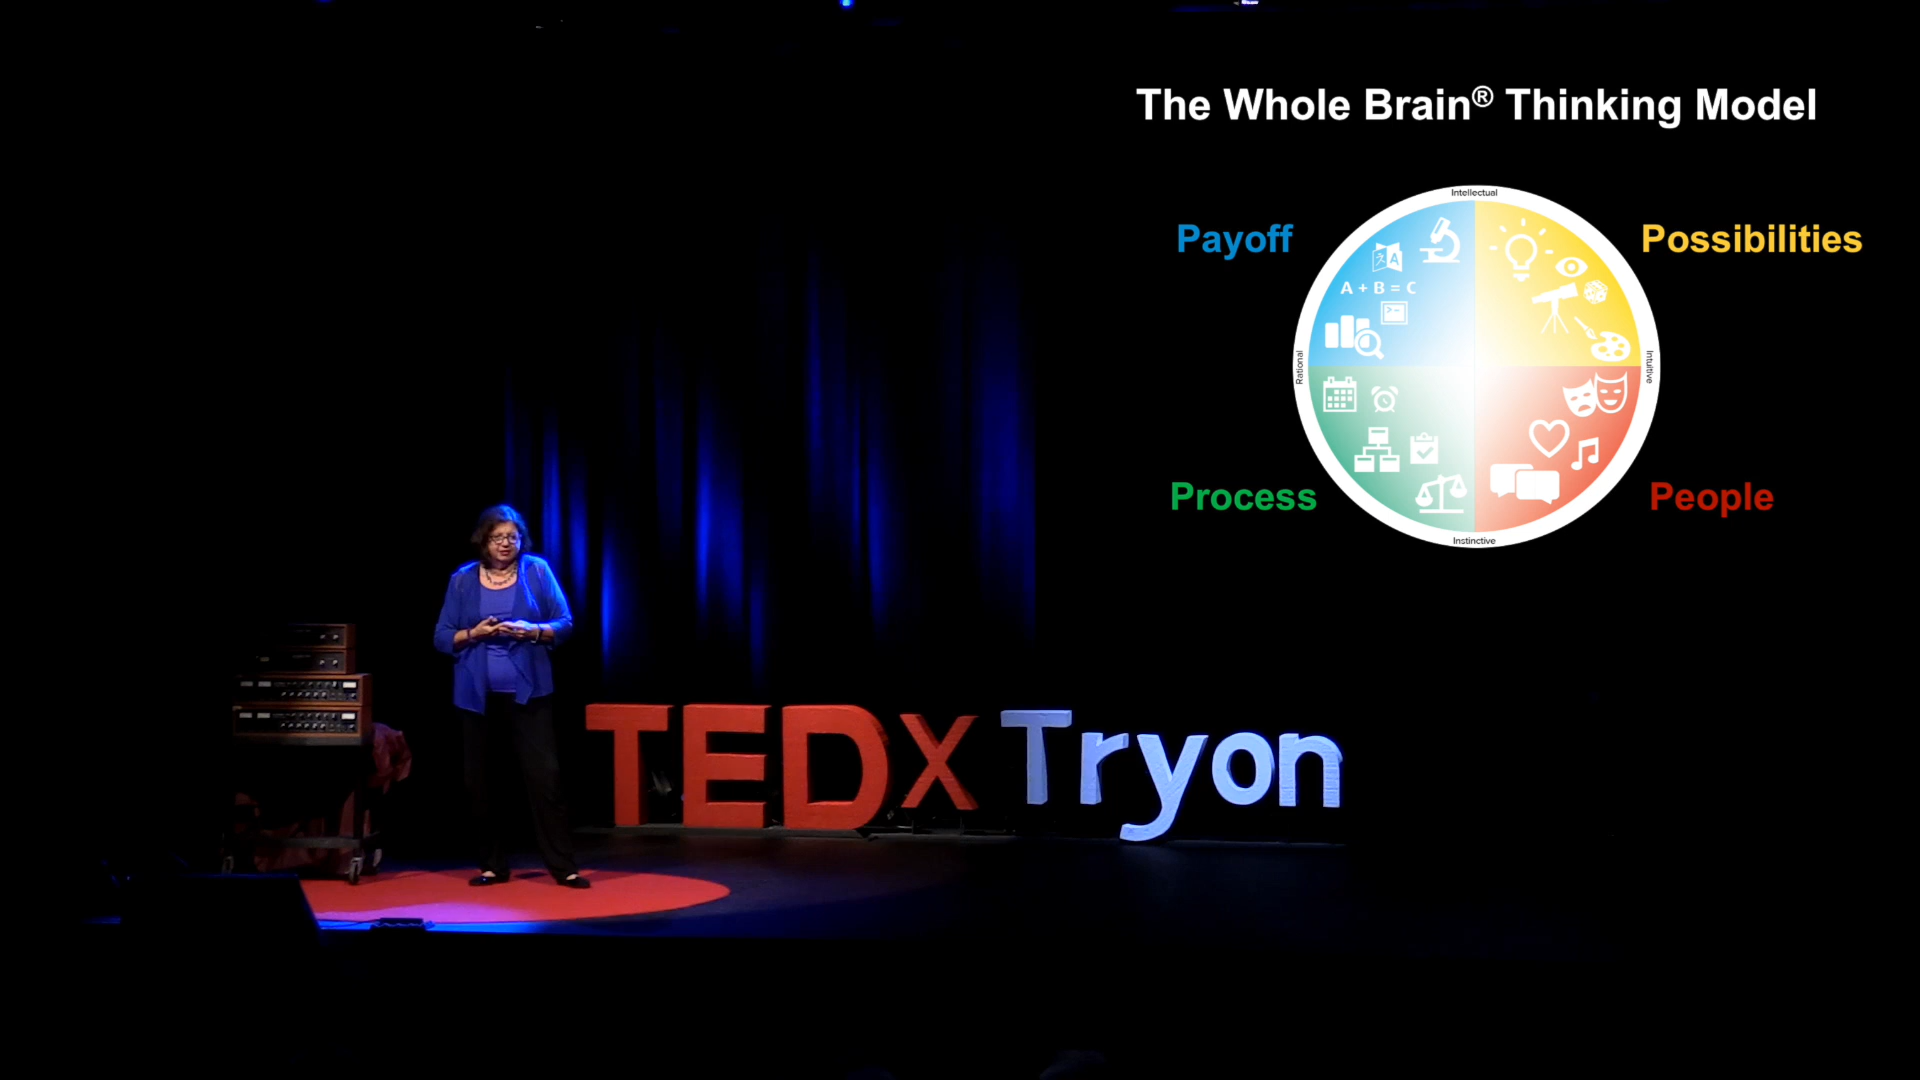 The Whole Brain® Thinking Model
Intellectual
Payoff
Possibilities
A
A + B = C
Rational
Intuitive
Process
People
Instinctive
TEDx Tryon